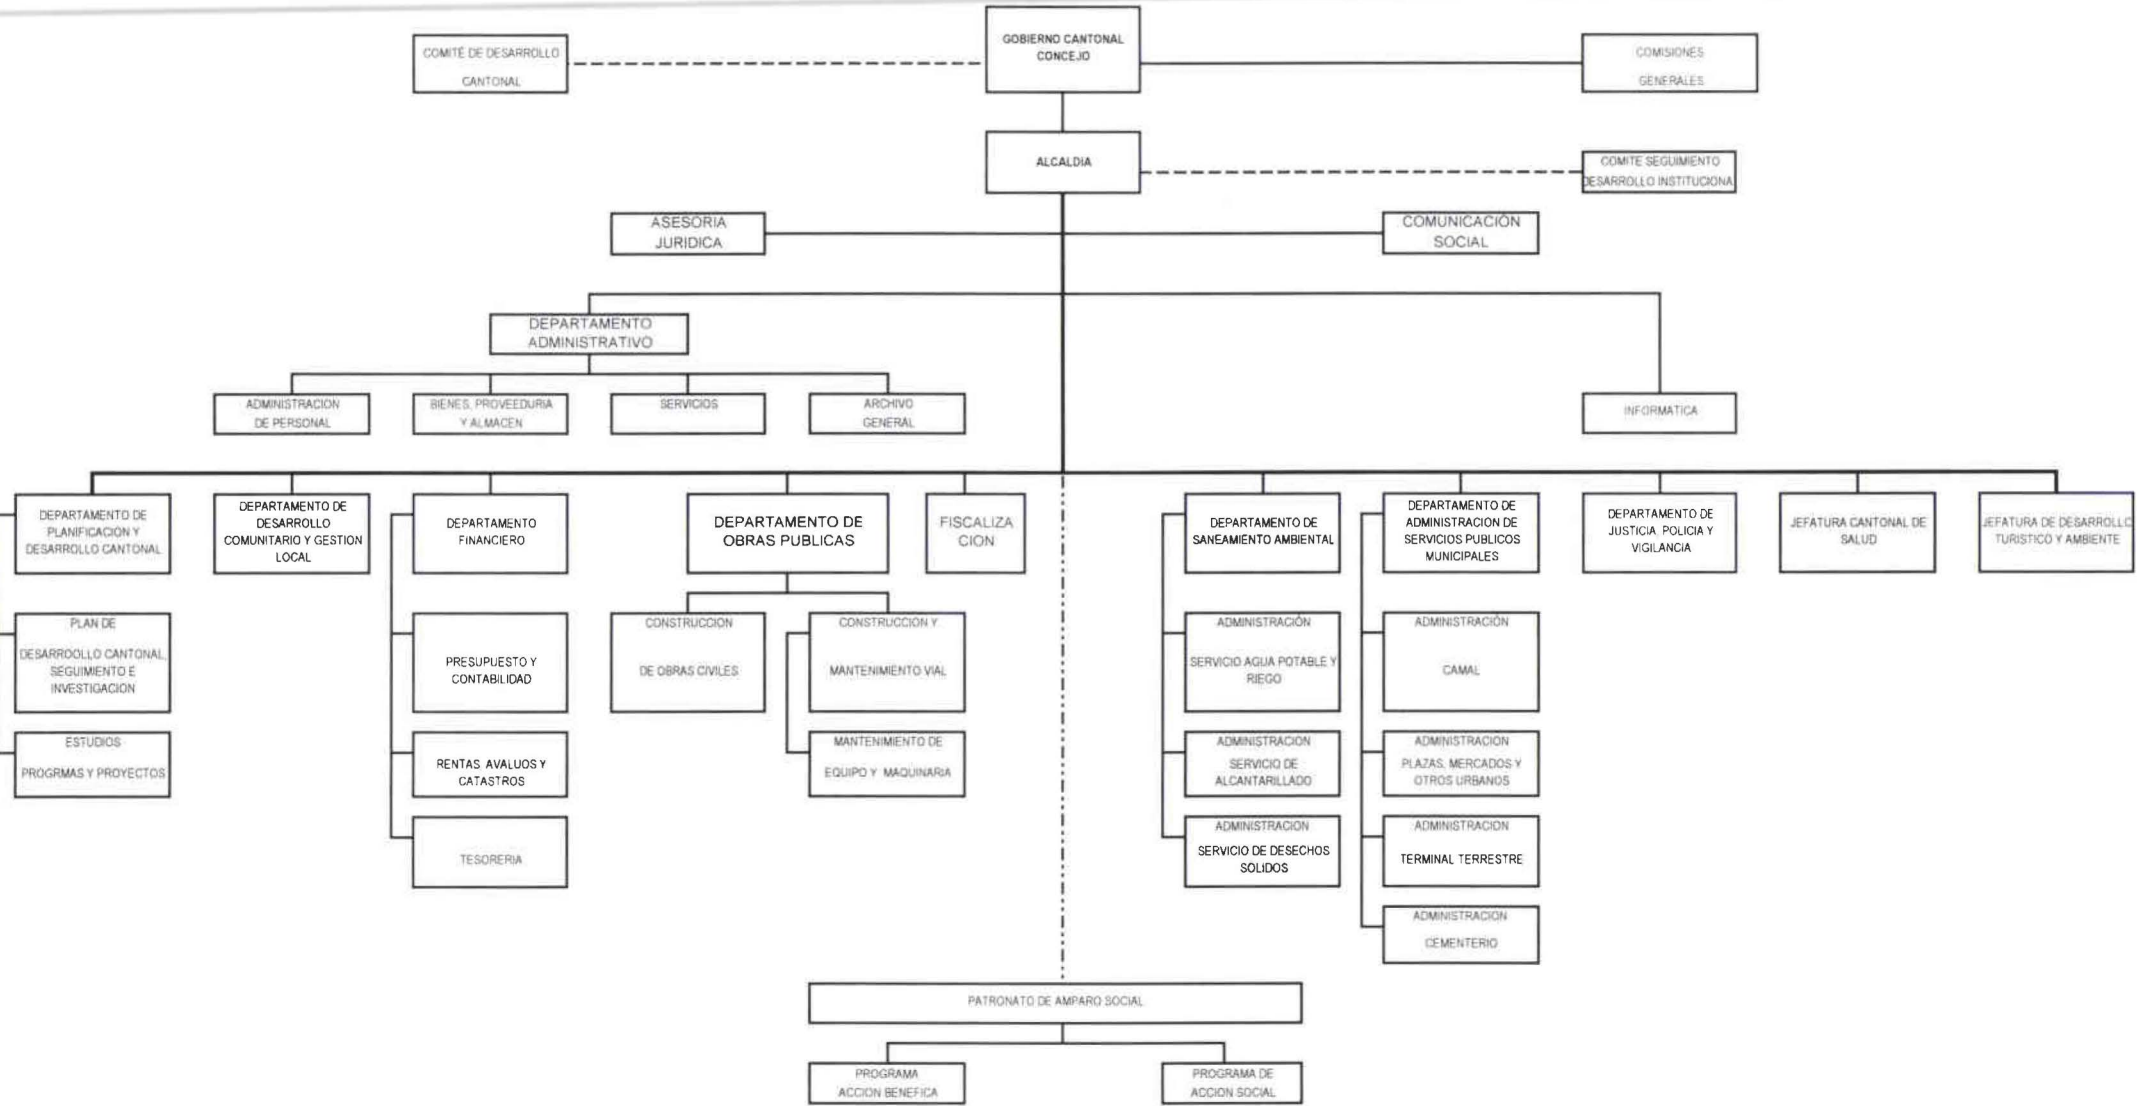 GOBIERNO CANTONAL
CONCEJO
COMITÉ DE DESARROLLO
CANTONAL
COMISIONES
GENERALES
ALCALDIA
COMITE SEGUIMIENTO
DESARROLLO INSTITUCIONA
ASESORIA
JURIDICA
COMUNICACIÓN
SOCIAL
DEPARTAMENTO
ADMINISTRATIVO
ADMINISTRACION
DE PERSONAL
BIENES, PROVEEDURIA
Y ALMACEN
SERVICIOS
ARCHIVO
GENERAL
INFORMATICA
DEPARTAMENTO DE
PLANIFICACION Y
DESARROLLO CANTONAL
DEPARTAMENTO DE
DESARROLLO
COMUNITARIO Y GESTION
LOCAL
DEPARTAMENTO
FINANCIERO
DEPARTAMENTO DE
OBRAS PUBLICAS
FISCALIZA
CION
DEPARTAMENTO DE
SANEAMIENTO AMBIENTAL
DEPARTAMENTO DE
ADMINISTRACION DE
SERVICIOS PUBLICOS
MUNICIPALES
DEPARTAMENTO DE
JUSTICIA, POLICIA Y
VIGILANCIA
JEFATURA CANTONAL DE
SALUD
JEFATURA DE DESARROLLO
TURISTICO Y AMBIENTE
PLAN DE
DESARROOLLO CANTONAL,
SEGUIMIENTO E
INVESTIGACION
PRESUPUESTO Y
CONTABILIDAD
CONSTRUCCION
DE OBRAS CIVILES
CONSTRUCCION Y
MANTENIMIENTO VIAL
ADMINISTRACIÓN
SERVICIO AGUA POTABLE Y
RIEGO
ADMINISTRACIÓN
CAMAL
ESTUDIOS
PROGRMAS Y PROYECTOS
RENTAS, AVALUOS Y
CATASTROS
MANTENIMIENTO DE
EQUIPO Y MAQUINARIA
ADMINISTRACION
SERVICIO DE
ALCANTARILLADO
ADMINISTRACION
PLAZAS, MERCADOS Y
OTROS URBANOS
TESORERIA
ADMINISTRACION
SERVICIO DE DESECHOS
SOLIDOS
ADMINISTRACION
TERMINAL TERRESTRE
ADMINISTRACION
CEMENTERIO
PATRONATO DE AMPARO SOCIAL
PROGRAMA
ACCION BENEFICA
PROGRAMA DE
ACCION SOCIAL